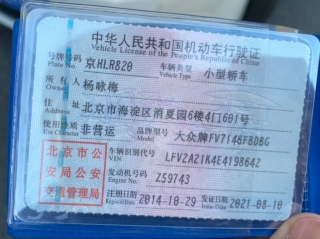 中华人民共和国机动车行驶证
Vehicle License of the People's Republic of China
号牌号码 Plate No. 京HLR820 车辆类型 Vehicle Type 小型轿车
所有人 Owner 杨咏梅
住址 北京市海淀区消夏园6楼4门601号
使用性质 Use Character 非营运 品牌型号 Model 大众牌FV7146FBDBG
北京市公安局公安交通管理局
车辆识别代号 VIN LFV2A21K4E4198642
发动机号码 Engine No. Z59743
注册日期 Register Date 2014-10-29 发证日期 Issue Date 2021-08-10